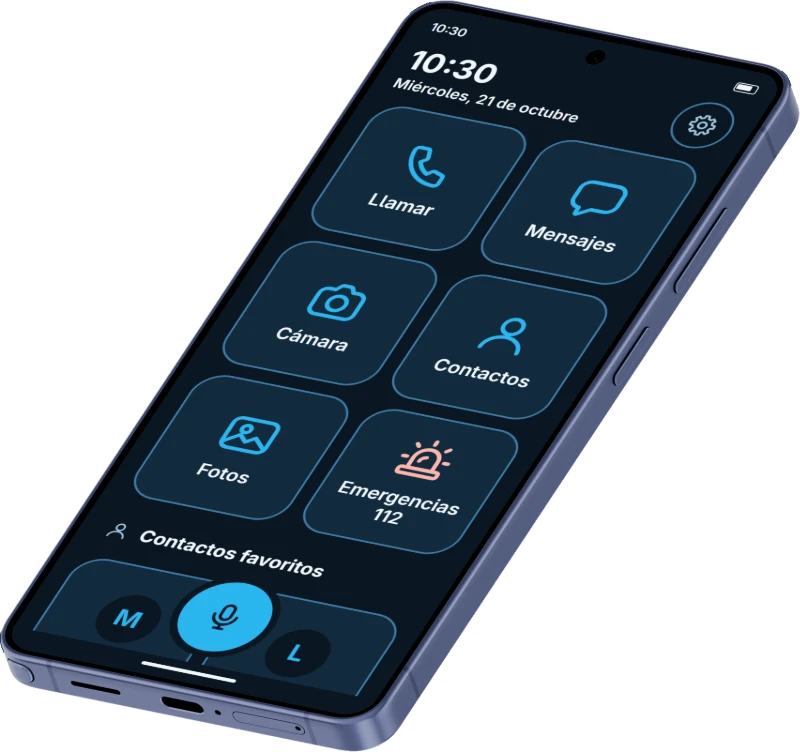 10:30
10:30
Miércoles, 21 de octubre
Llamar
Mensajes
Cámara
Contactos
Fotos
Emergencias
112
Contactos favoritos
M
L